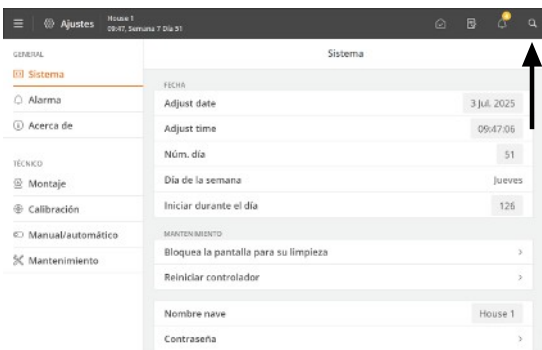 Ajustes
House 1
09:47, Semana 7 Día 51
GENERAL
Sistema
Alarma
Acerca de
TÉCNICO
Montaje
Calibración
Manual/automático
Mantenimiento
Sistema
FECHA
Adjust date 3 Jul. 2025
Adjust time 09:47:06
Núm. día 51
Día de la semana Jueves
Iniciar durante el día 126
MANTENIMIENTO
Bloquea la pantalla para su limpieza
Reiniciar controlador
Nombre nave House 1
Contraseña